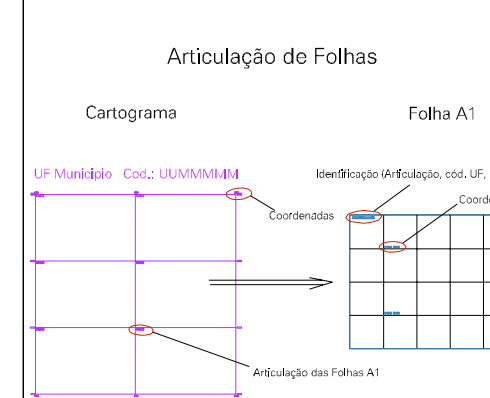 Articulação de Folhas
Cartograma
Folha A1
UF Municipio Cod.: UUMMMMM
Identificação (Articulação, cód. UF,
Coordenadas
Articulação das Folhas A1